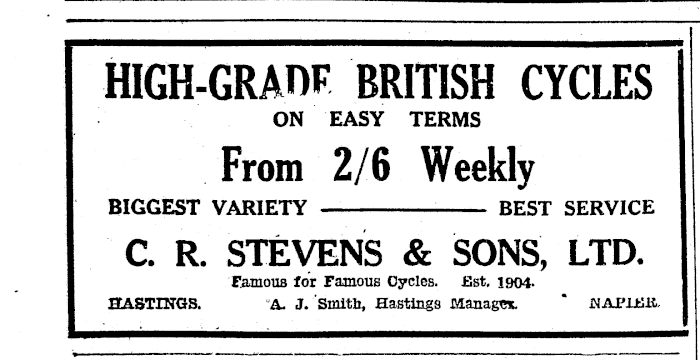 HIGH-GRADE BRITISH CYCLES
ON EASY TERMS
From 2/6 Weekly
BIGGEST VARIETY BEST SERVICE
C. R. STEVENS & SONS, LTD.
Famous for Famous Cycles. Est. 1904.
HASTINGS. A. J. Smith, Hastings Manager. NAPIER.